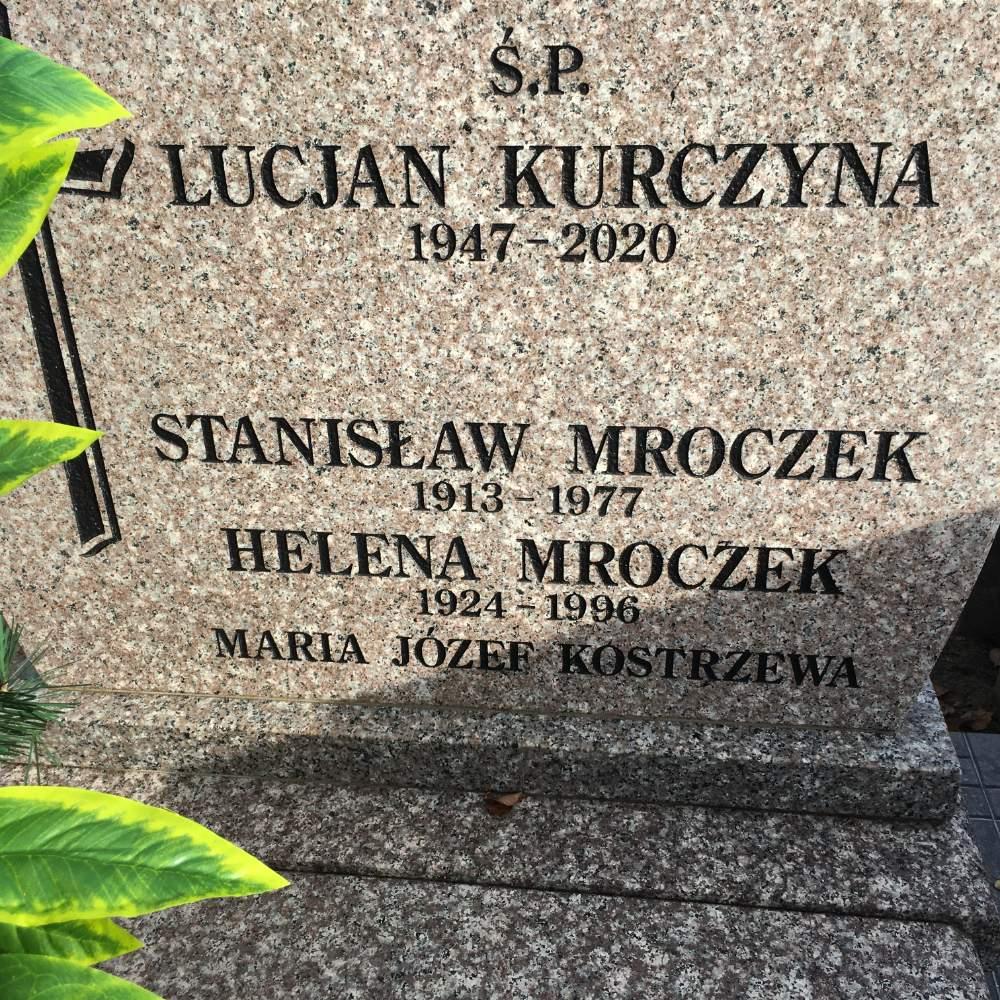 Ś.P.
LUCJAN KURCZYNA
1947 - 2020
STANISŁAW MROCZEK
1913 - 1977
HELENA MROCZEK
1924 - 1996
MARIA JÓZEF KOSTRZEWA